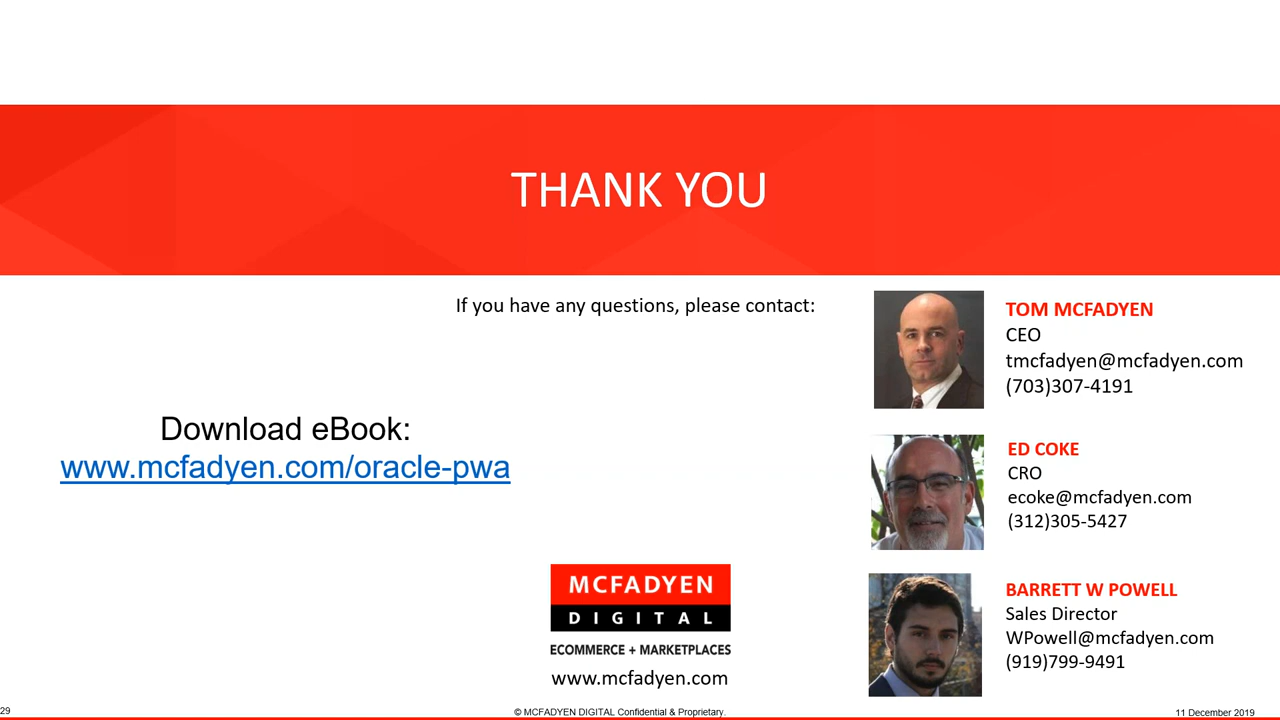 THANK YOU
If you have any questions, please contact:
TOM MCFADYEN
CEO
tmcfadyen@mcfadyen.com
(703)307-4191
Download eBook:
www.mcfadyen.com/oracle-pwa
ED COKE
CRO
ecoke@mcfadyen.com
(312)305-5427
MCFADYEN
DIGITAL
ECOMMERCE + MARKETPLACES
www.mcfadyen.com
BARRETT W POWELL
Sales Director
WPowell@mcfadyen.com
(919)799-9491
29
© MCFADYEN DIGITAL Confidential & Proprietary.
11 December 2019